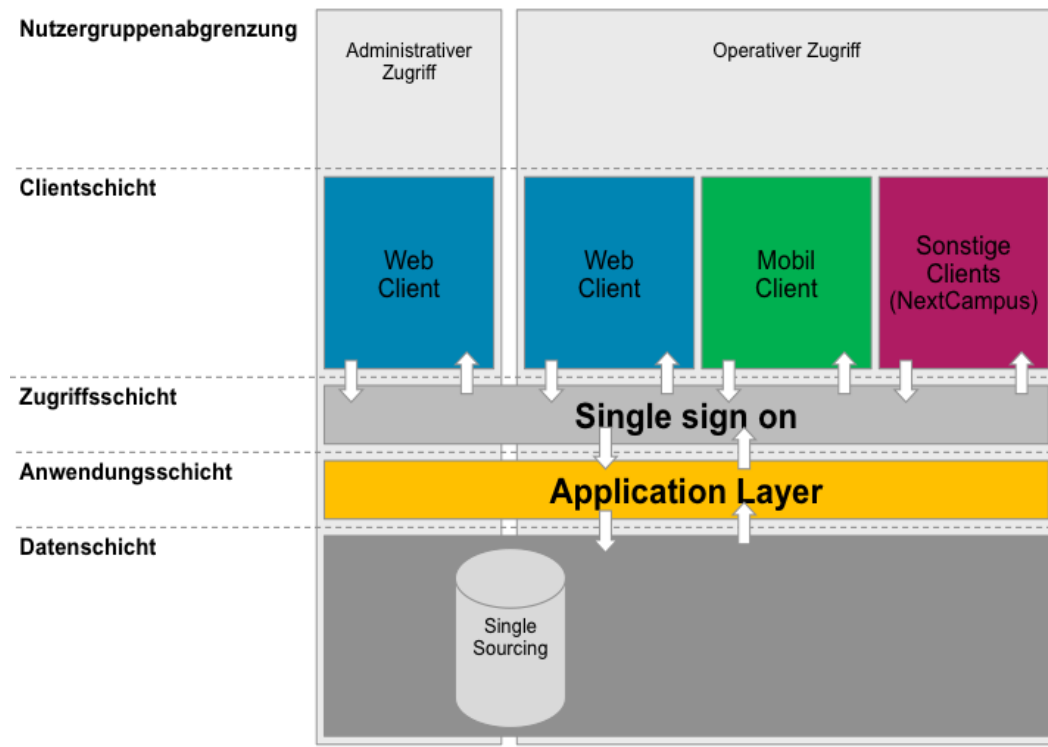 Nutzergruppenabgrenzung
Administrativer
Zugriff
Operativer Zugriff
Clientschicht
Web
Client
Web
Client
Mobil
Client
Sonstige
Clients
(NextCampus)
Zugriffsschicht
Single sign on
Anwendungsschicht
Application Layer
Datenschicht
Single
Sourcing